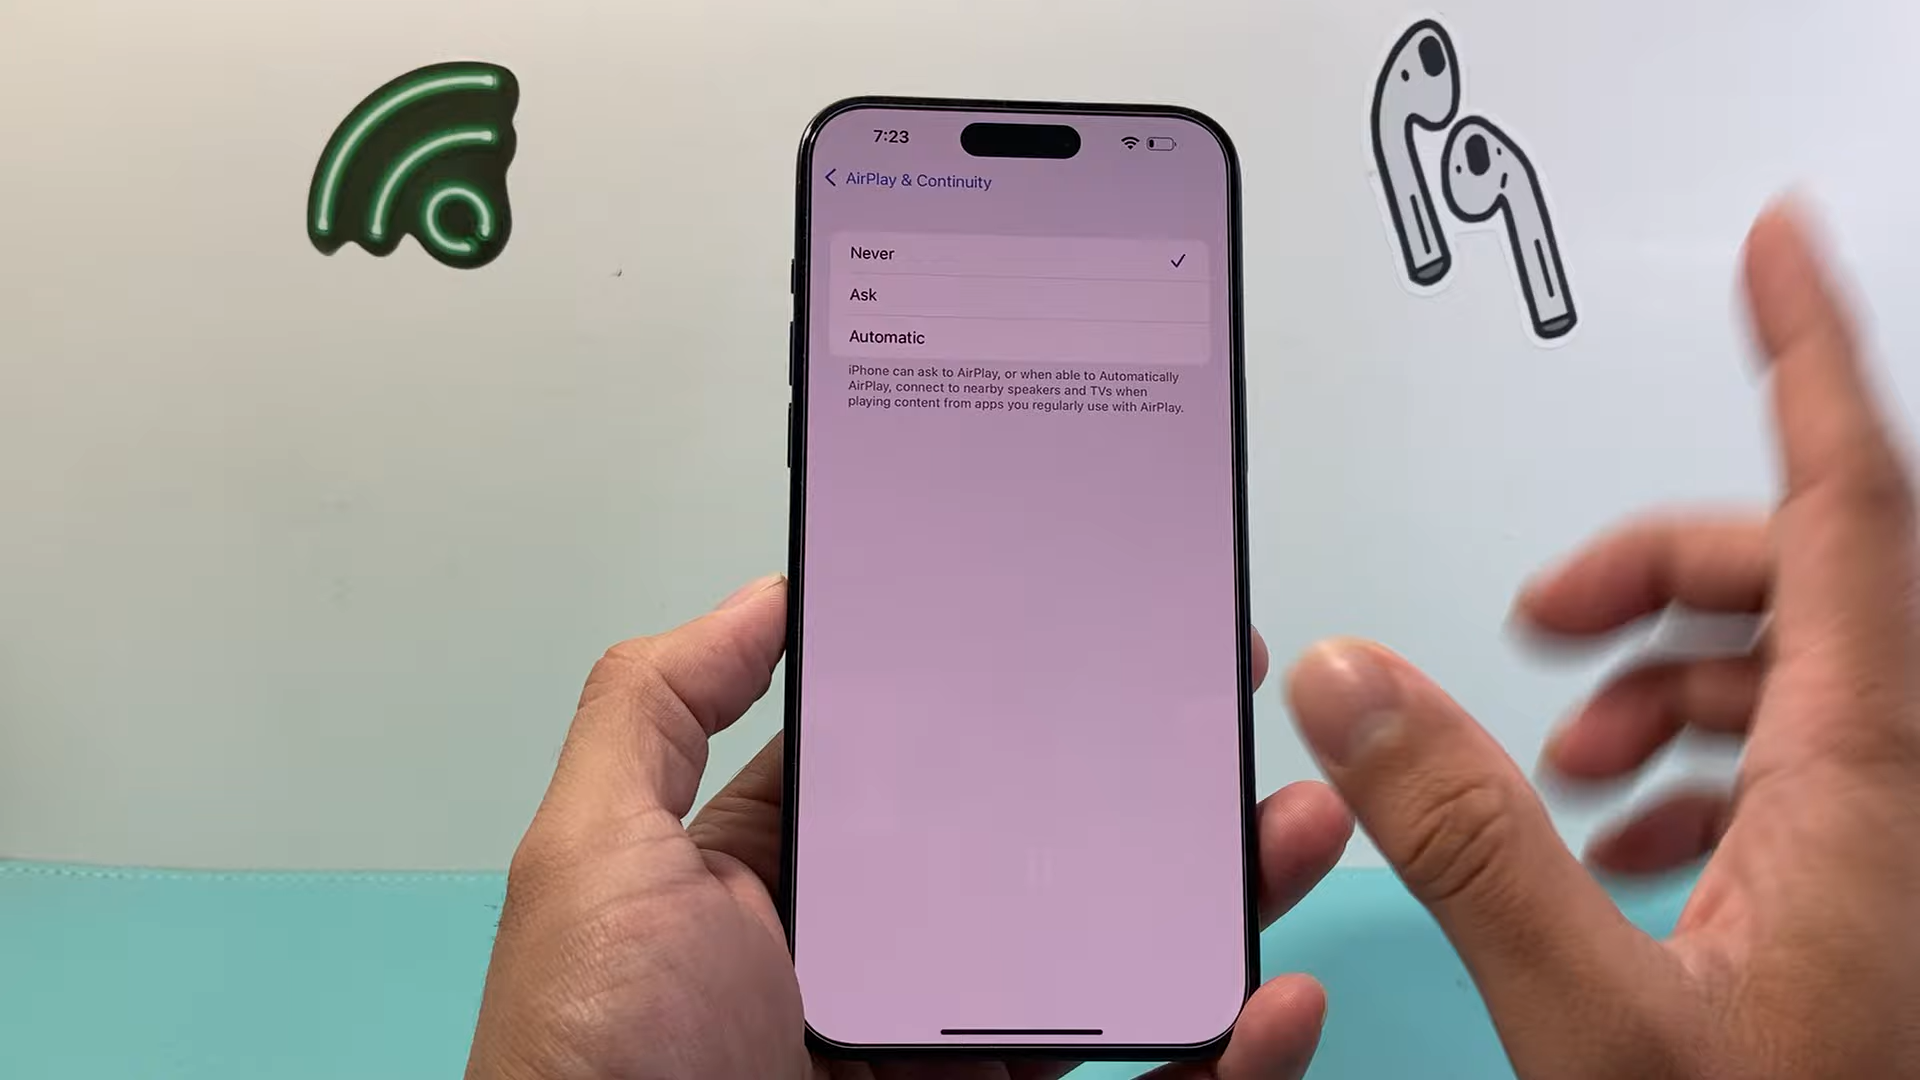 7:23
AirPlay & Continuity
Never
Ask
Automatic
iPhone can ask to AirPlay, or when able to Automatically
AirPlay, connect to nearby speakers and TVs when
playing content from apps you regularly use with AirPlay.